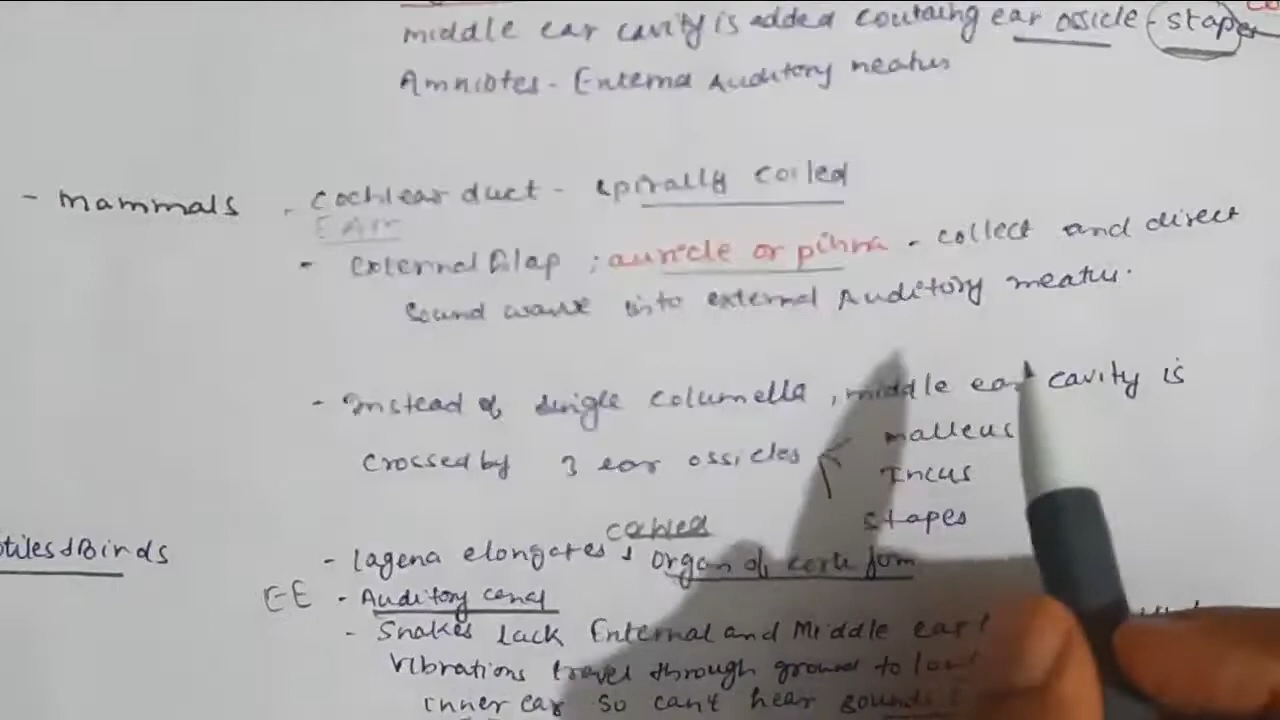 middle ear cavity is added containg ear ossicle - stapes
Amniotes - External Auditory meatus
- mammals - cochlear duct - spirally coiled
Ear
- external flap ; auricle or pinna - collect and direct
sound wave into external Auditory meatus.
- Instead of single columella, middle ear cavity is
crossed by 3 ear ossicles
malleus
Incus
stapes
coiled
- lagena elongates & organ of corti form
tiles & Birds
EE - Auditory canal
- Snakes lack External and Middle ear
Vibrations travel through ground to
inner ear so can't hear sounds